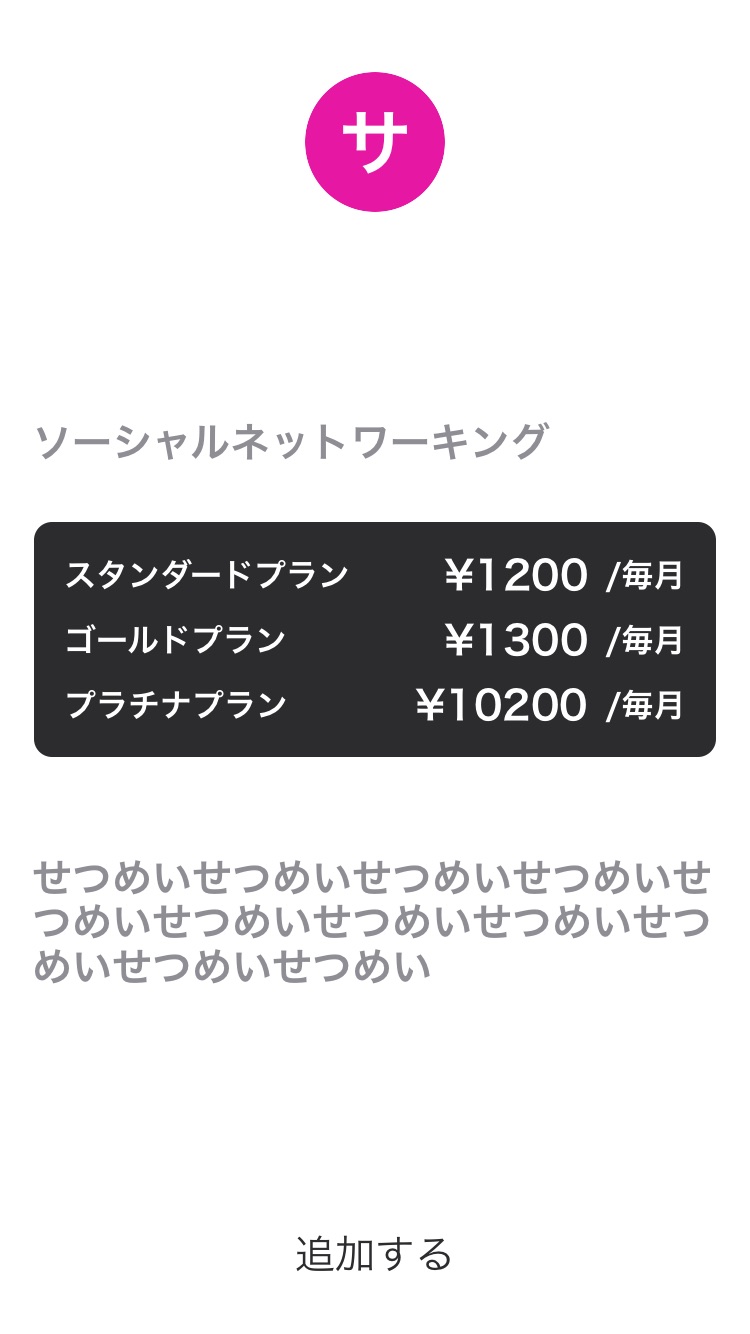 サ
ソーシャルネットワーキング
スタンダードプラン ¥1200 /毎月
ゴールドプラン ¥1300 /毎月
プラチナプラン ¥10200 /毎月
せつめいせつめいせつめいせつめいせ
つめいせつめいせつめいせつめいせつ
めいせつめいせつめい
追加する